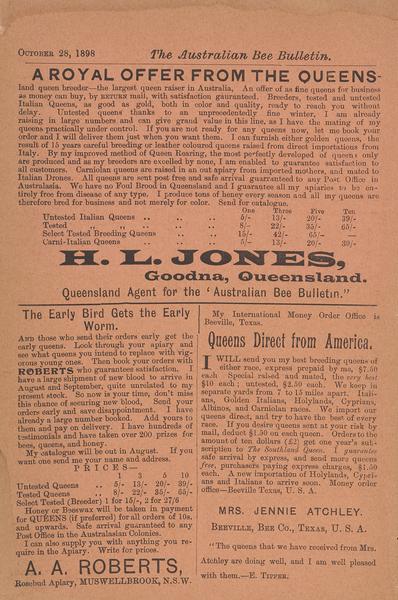 OCTOBER 28, 1898
The Australian Bee Bulletin.
A ROYAL OFFER FROM THE QUEENS-
land queen breeder—the largest queen raiser in Australia, An offer of as fine queens for business
as money can buy, by RETURN mail, with satisfaction gauranteed. Breeders, tested and untested
Italian Queens, as good as gold, both in color and quality, ready to reach you without
delay. Untested queens thanks to an unprecedentedly fine winter, I am already
raising in large numbers and can give grand value in this line, as I have the mating of my
queens practically under control. If you are not ready for any queens now, let me book your
order and I will deliver them just when you want them. I can furnish either golden queens, the
result of 15 years careful breeding or leather coloured queens raised from direct importations from
Italy. By my improved method of Queen Rearing, the most perfectly developed of queens only
are produced and as my breeders are excelled by none, I am enabled to guarantee satisfaction to
all customers. Carniolan queens are raised in an out apiary from imported mothers, and mated to
Italian Drones. All queens are sent post free and safe arrival guaranteed to any Post Office in
Australasia. We have no Foul Brood in Queensland and I guarantee all my apiaries to be en-
tirely free from disease of any type. I produce tons of honey every season and all my queens are
therefore bred for business and not merely for color. Send for catalogue.
One Three Five Ten
Untested Italian Queens .. .. .. 5/- 13/- 20/- 39/-
Tested ,, ,, .. .. .. 8/- 22/- 35/- 65/-
Select Tested Breeding Queens .. .. 15/- 42/- 65/- —
Carni-Italian Queens .. .. .. 5/- 13/- 20/- 39/-
H. L. JONES,
Goodna, Queensland.
Queensland Agent for the 'Australian Bee Bulletin."
The Early Bird Gets the Early
Worm.
AND those who send their orders early get the
early queens. Look through your apiary and
see what queens you intend to replace with vig-
orous young ones. Then book your orders with
ROBERTS who guarantees satisfaction. I
have a large shipment of new blood to arrive in
August and September, quite unrelated to my
present stock. So now is your time, don't miss
this chance of securing new blood. Send your
orders early and save disappointment. I have
already a large number booked. Add yours to
them and pay on delivery. I have hundreds of
testimonials and have taken over 200 prizes for
bees, queens, and honey.
My catalogue will be out in August. If you
want one send me your name and address.
PRICES—
1 3 5 10
Untested Queens .. 5/- 13/- 20/- 39/-
Tested Queens .. 8/- 22/- 35/- 65/-
Select Tested (Breeder) 1 for 15/-, 2 for 27/6
Honey or Beeswax will be taken in payment
for QUEENS (if preferred) for all orders of 10s,
and upwards. Safe arrival guaranteed to any
Post Office in the Australasian Colonies.
I can also supply you with anything you re-
quire in the Apiary. Write for prices.
A. A. ROBERTS,
Rosebud Apiary, MUSWELLBROOK, N.S.W.
My International Money Order Office is
Beeville, Texas.
Queens Direct from America.
I WILL send you my best breeding queens of
either race, express prepaid by me, $7.50
each Special raised and mated, the very best
$10 each; untested, $2.50 each. We keep in
separate yards from 7 to 15 miles apart. Itali-
ans, Golden Italians, Holylands, Cyprians,
Albinos, and Carniolan races. We import our
queens direct, and try to have the best of every
race. If you desire queens sent at your risk by
mail, deduct $1.50 on each queen. Orders to the
amount of ten dollars (£2) get one year's sub-
scription to The Southland Queen. I guarantee
safe arrival by express, and send more queens
free, purchasers paying express charges, $1.50
each. A new importation of Holylands, Cypri-
ans and Italians to arrive soon. Money order
office—Beeville Texas, U. S. A.
MRS. JENNIE ATCHLEY.
BEEVILLE, BEE CO., TEXAS, U. S. A.
"The queens that we have received from Mrs.
Atchley are doing well, and I am well pleased
with them.—E. TIPPER.